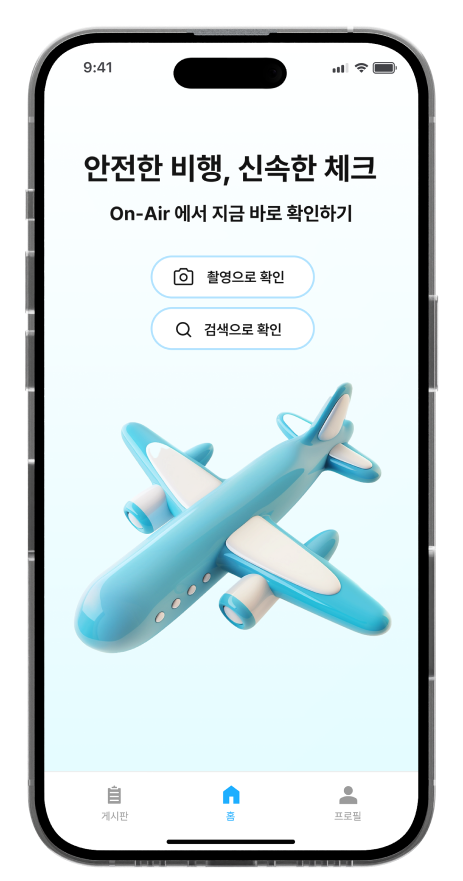 9:41
안전한 비행, 신속한 체크
On-Air 에서 지금 바로 확인하기
촬영으로 확인
검색으로 확인
게시판
홈
프로필